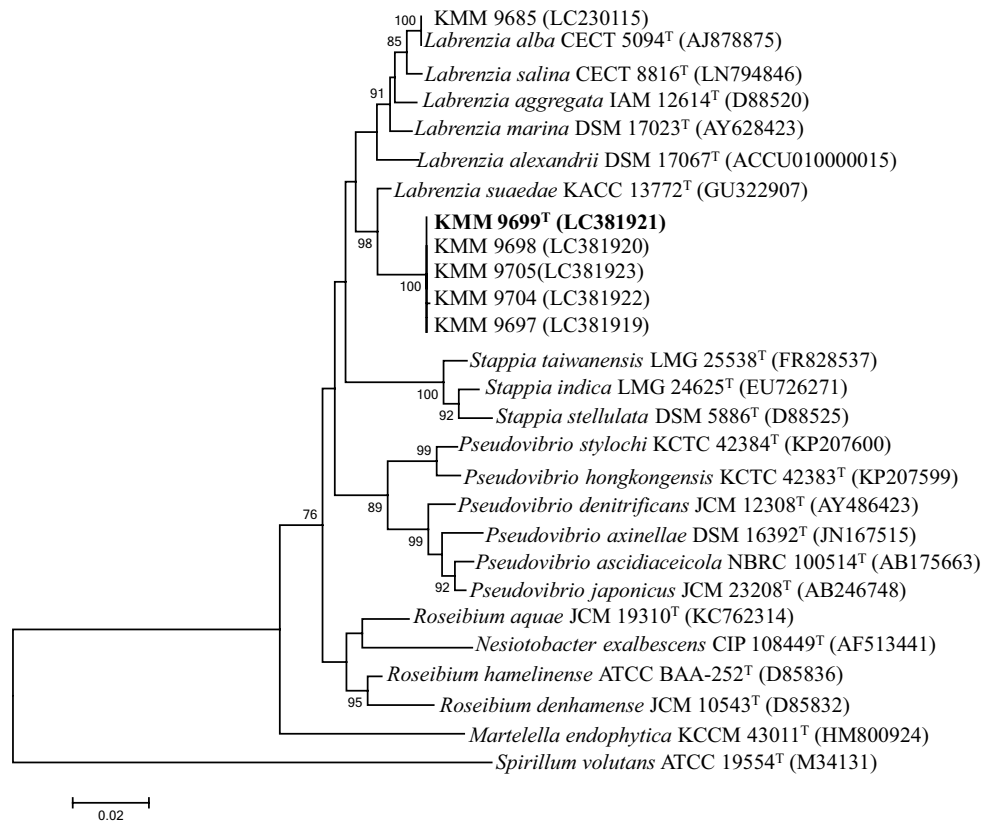 100 KMM 9685 (LC230115)
85 Labrenzia alba CECT 5094ᵀ (AJ878875)
Labrenzia salina CECT 8816ᵀ (LN794846)
91 Labrenzia aggregata IAM 12614ᵀ (D88520)
Labrenzia marina DSM 17023ᵀ (AY628423)
Labrenzia alexandrii DSM 17067ᵀ (ACCU010000015)
Labrenzia suaedae KACC 13772ᵀ (GU322907)
KMM 9699ᵀ (LC381921)
98 KMM 9698 (LC381920)
KMM 9705(LC381923)
100
KMM 9704 (LC381922)
KMM 9697 (LC381919)
Stappia taiwanensis LMG 25538ᵀ (FR828537)
100 Stappia indica LMG 24625ᵀ (EU726271)
92 Stappia stellulata DSM 5886ᵀ (D88525)
99 Pseudovibrio stylochi KCTC 42384ᵀ (KP207600)
Pseudovibrio hongkongensis KCTC 42383ᵀ (KP207599)
89 Pseudovibrio denitrificans JCM 12308ᵀ (AY486423)
76
99 Pseudovibrio axinellae DSM 16392ᵀ (JN167515)
Pseudovibrio ascidiaceicola NBRC 100514ᵀ (AB175663)
92 Pseudovibrio japonicus JCM 23208ᵀ (AB246748)
Roseibium aquae JCM 19310ᵀ (KC762314)
Nesiotobacter exalbescens CIP 108449ᵀ (AF513441)
Roseibium hamelinense ATCC BAA-252ᵀ (D85836)
95 Roseibium denhamense JCM 10543ᵀ (D85832)
Martelella endophytica KCCM 43011ᵀ (HM800924)
Spirillum volutans ATCC 19554ᵀ (M34131)
0.02